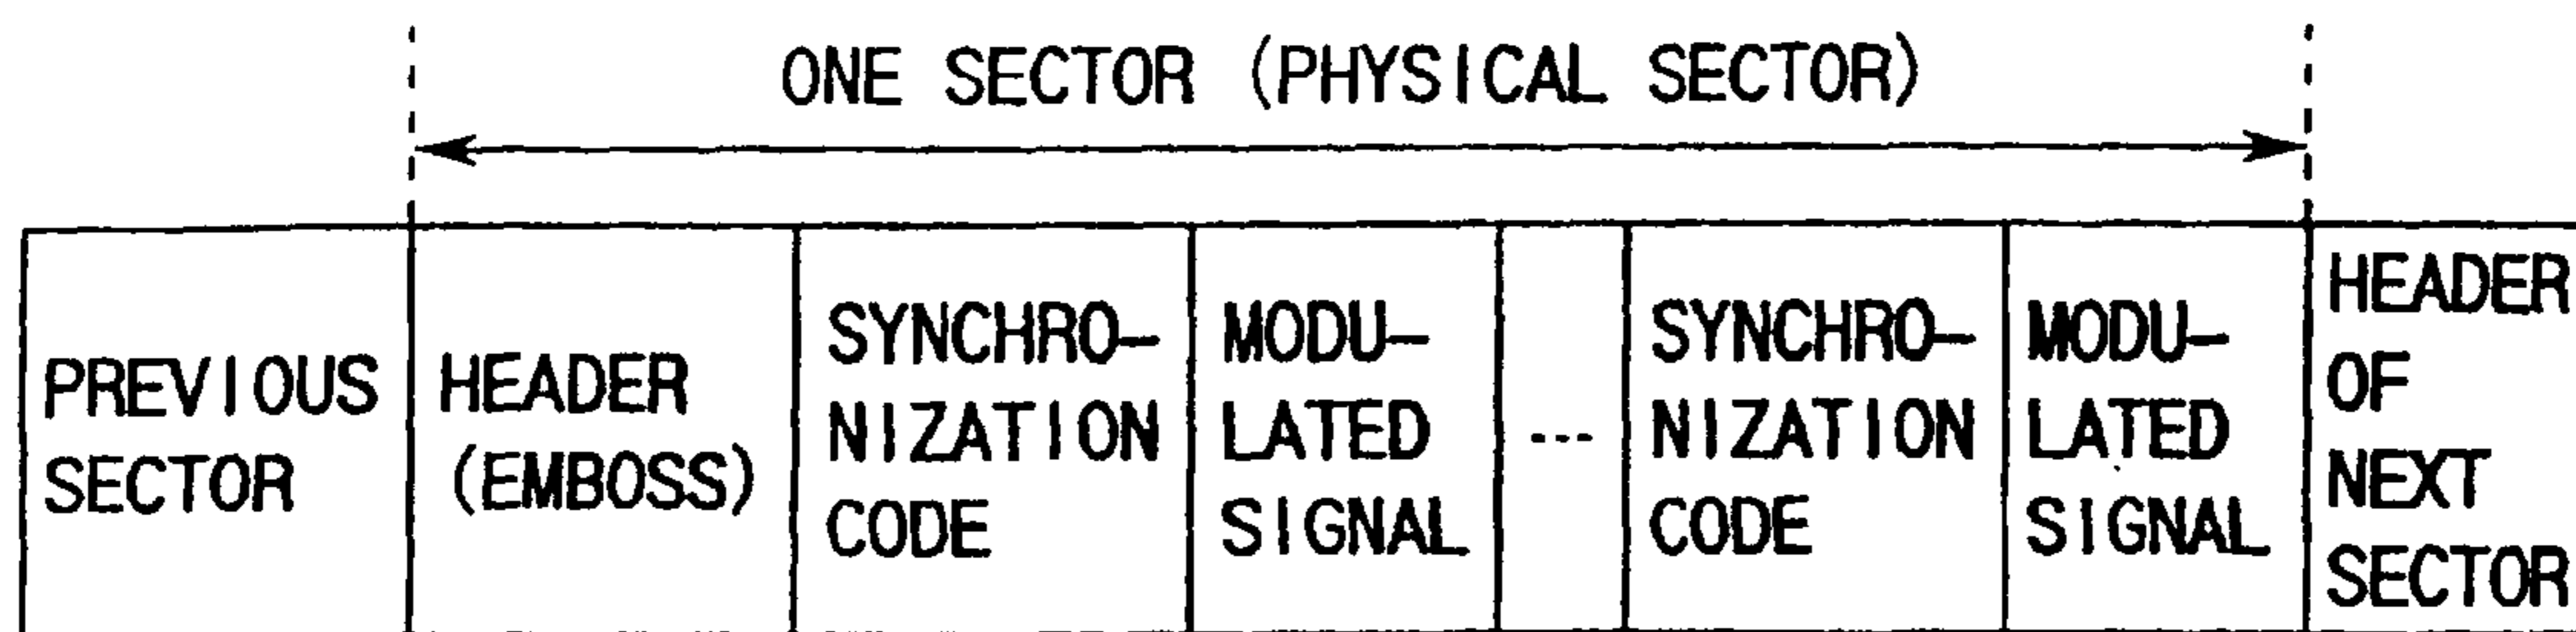 ONE SECTOR (PHYSICAL SECTOR)
PREVIOUS
SECTOR
HEADER
(EMBOSS)
SYNCHRO-
NIZATION
CODE
MODU-
LATED
SIGNAL
---
SYNCHRO-
NIZATION
CODE
MODU-
LATED
SIGNAL
HEADER
OF
NEXT
SECTOR